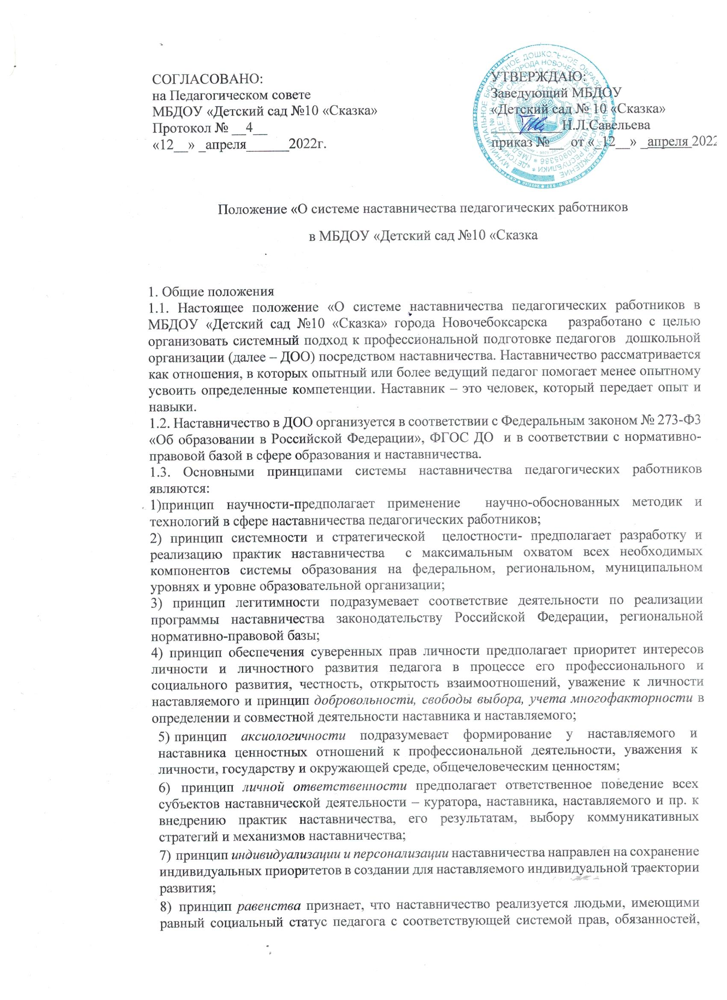 СОГЛАСОВАНО:
на Педагогическом совете
МБДОУ «Детский сад №10 «Сказка»
Протокол № __4__
«12__» _апреля______2022г.
УТВЕРЖДАЮ:
Заведующий МБДОУ
«Детский сад № 10 «Сказка»
__________Н.Л.Савельева
приказ №__ от «_12__» _апреля 2022
Положение «О системе наставничества педагогических работников
в МБДОУ «Детский сад №10 «Сказка
1. Общие положения
1.1. Настоящее положение «О системе наставничества педагогических работников в
МБДОУ «Детский сад №10 «Сказка» города Новочебоксарска разработано с целью
организовать системный подход к профессиональной подготовке педагогов дошкольной
организации (далее – ДОО) посредством наставничества. Наставничество рассматривается
как отношения, в которых опытный или более ведущий педагог помогает менее опытному
усвоить определенные компетенции. Наставник – это человек, который передает опыт и
навыки.
1.2. Наставничество в ДОО организуется в соответствии с Федеральным законом № 273-ФЗ
«Об образовании в Российской Федерации», ФГОС ДО и в соответствии с нормативно-
правовой базой в сфере образования и наставничества.
1.3. Основными принципами системы наставничества педагогических работников
являются:
1)принцип научности-предполагает применение научно-обоснованных методик и
технологий в сфере наставничества педагогических работников;
2) принцип системности и стратегической целостности- предполагает разработку и
реализацию практик наставничества с максимальным охватом всех необходимых
компонентов системы образования на федеральном, региональном, муниципальном
уровнях и уровне образовательной организации;
3) принцип легитимности подразумевает соответствие деятельности по реализации
программы наставничества законодательству Российской Федерации, региональной
нормативно-правовой базы;
4) принцип обеспечения суверенных прав личности предполагает приоритет интересов
личности и личностного развития педагога в процессе его профессионального и
социального развития, честность, открытость взаимоотношений, уважение к личности
наставляемого и принцип добровольности, свободы выбора, учета многофакторности в
определении и совместной деятельности наставника и наставляемого;
5) принцип аксиологичности подразумевает формирование у наставляемого и
наставника ценностных отношений к профессиональной деятельности, уважения к
личности, государству и окружающей среде, общечеловеческим ценностям;
6) принцип личной ответственности предполагает ответственное поведение всех
субъектов наставнической деятельности – куратора, наставника, наставляемого и пр. к
внедрению практик наставничества, его результатам, выбору коммуникативных
стратегий и механизмов наставничества;
7) принцип индивидуализации и персонализации наставничества направлен на сохранение
индивидуальных приоритетов в создании для наставляемого индивидуальной траектории
развития;
8) принцип равенства признает, что наставничество реализуется людьми, имеющими
равный социальный статус педагога с соответствующей системой прав, обязанностей,